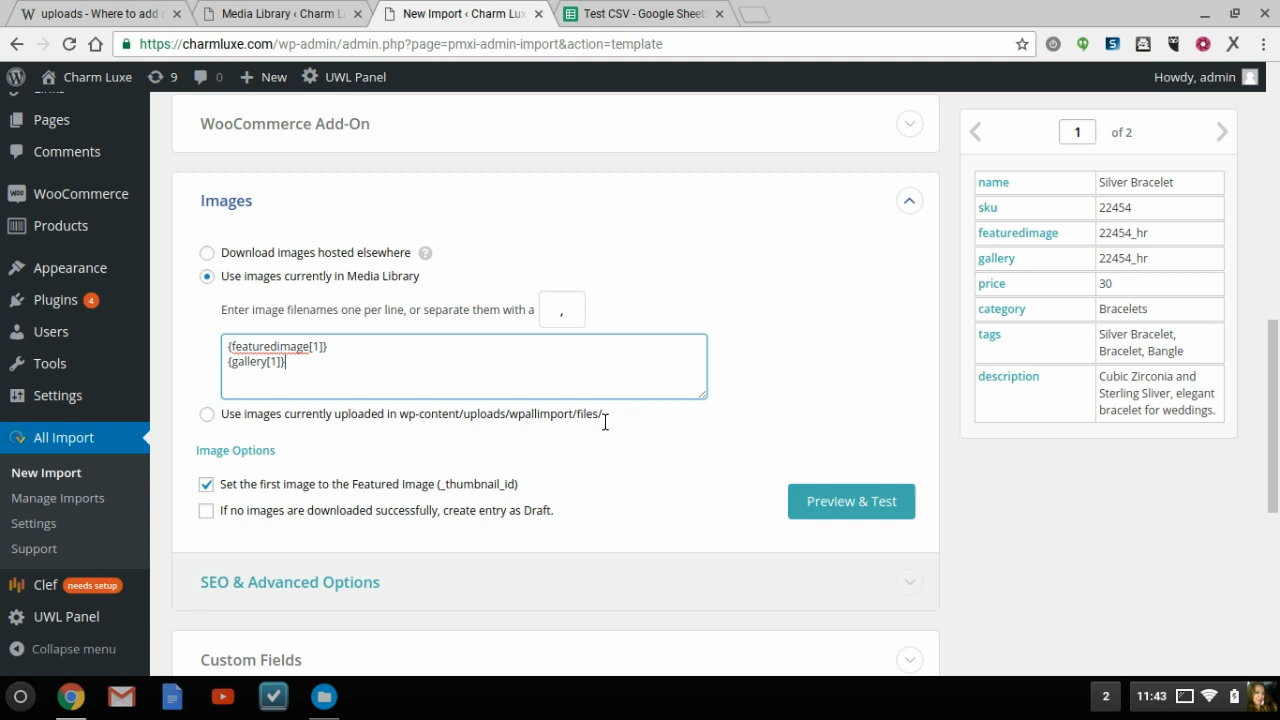 uploads - Where to add
Media Library ‹ Charm L
New Import ‹ Charm Lux
Test CSV - Google Sheet
https://charmluxe.com/wp-admin/admin.php?page=pmxi-admin-import&action=template
Charm Luxe
9
0
New
UWL Panel
Howdy, admin
Pages
Comments
WooCommerce
Products
Appearance
Plugins 4
Users
Tools
Settings
All Import
New Import
Manage Imports
Settings
Support
Clef needs setup
UWL Panel
Collapse menu
WooCommerce Add-On
Images
Download images hosted elsewhere ?
Use images currently in Media Library
Enter image filenames one per line, or separate them with a ,
{featuredimage[1]}
{gallery[1]}
Use images currently uploaded in wp-content/uploads/wpallimport/files/
Image Options
Set the first image to the Featured Image (_thumbnail_id)
If no images are downloaded successfully, create entry as Draft.
Preview & Test
SEO & Advanced Options
Custom Fields
1 of 2
name Silver Bracelet
sku 22454
featuredimage 22454_hr
gallery 22454_hr
price 30
category Bracelets
tags Silver Bracelet,
Bracelet, Bangle
description Cubic Zirconia and
Sterling Sliver, elegant
bracelet for weddings.
2
11:43